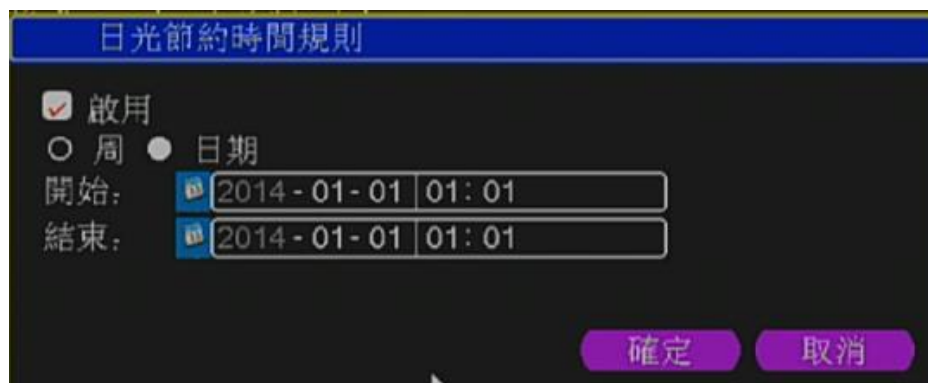 日光節約時間規則
啟用
周 日期
開始: 2014-01-01 01:01
結束: 2014-01-01 01:01
確定 取消